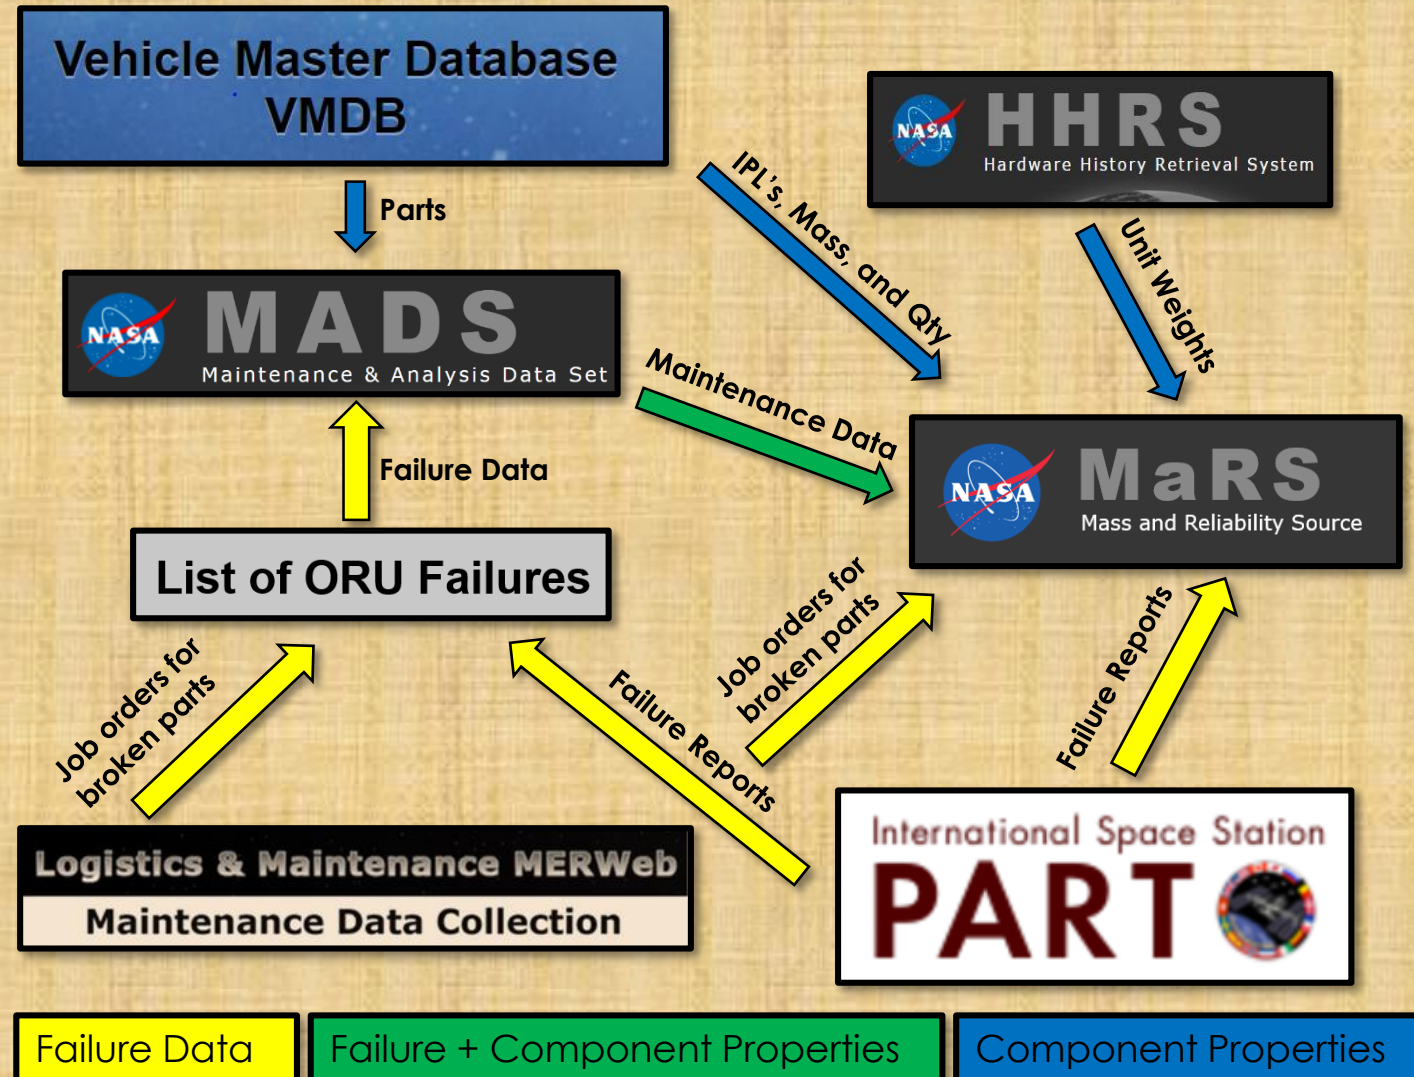 Vehicle Master Database
VMDB
NASA
HHRS
Hardware History Retrieval System
Parts
IPL's, Mass, and Qty
Unit Weights
NASA
MADS
Maintenance & Analysis Data Set
Maintenance Data
Failure Data
NASA
MaRS
Mass and Reliability Source
List of ORU Failures
Job orders for
broken parts
Failure Reports
Job orders for
broken parts
Failure Reports
Logistics & Maintenance MERWeb
Maintenance Data Collection
International Space Station
PART
Failure Data
Failure + Component Properties
Component Properties